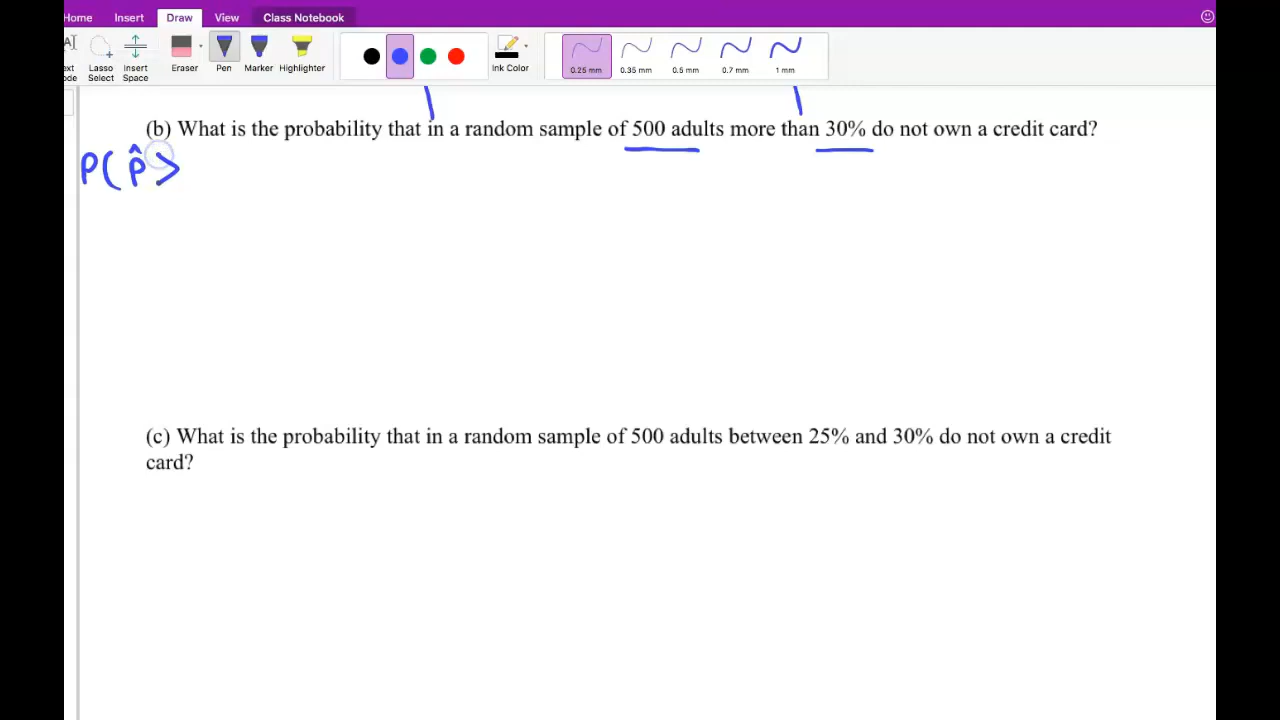 Home Insert Draw View Class Notebook
Lasso Select Insert Space Eraser Pen Marker Highlighter Ink Color 0.25 mm 0.35 mm 0.5 mm 0.7 mm 1 mm
(b) What is the probability that in a random sample of 500 adults more than 30% do not own a credit card?
P( p̂ >
(c) What is the probability that in a random sample of 500 adults between 25% and 30% do not own a credit
card?